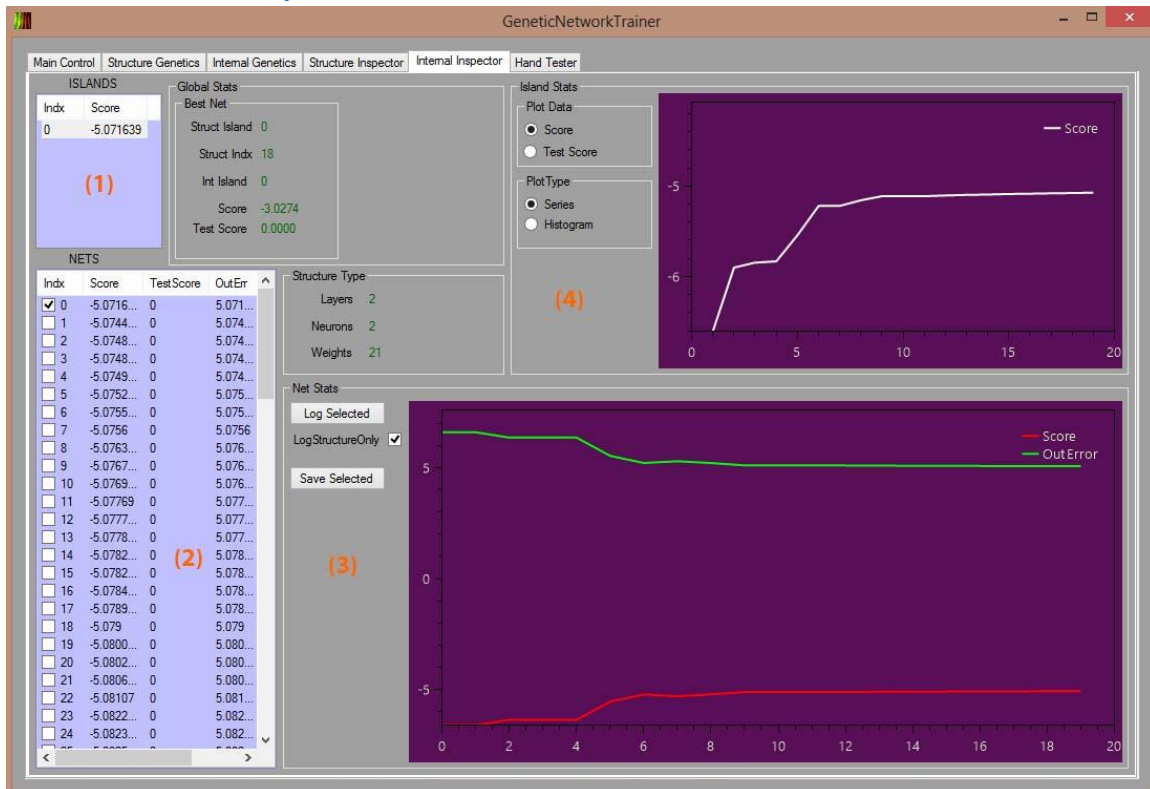 GeneticNetworkTrainer
Main Control Structure Genetics Internal Genetics Structure Inspector Internal Inspector Hand Tester
ISLANDS
Indx Score
0 -5.071639
(1)
Global Stats
Best Net
Struct Island 0
Struct Indx 18
Int Island 0
Score -3.0274
Test Score 0.0000
Island Stats
Plot Data
Score
Test Score
PlotType
Series
Histogram
(4)
Score
-5
-6
0 5 10 15 20
NETS
Indx Score TestScore OutErr
0 -5.0716... 0 5.071...
1 -5.0744... 0 5.074...
2 -5.0748... 0 5.074...
3 -5.0748... 0 5.074...
4 -5.0749... 0 5.074...
5 -5.0752... 0 5.075...
6 -5.0755... 0 5.075...
7 -5.0756 0 5.0756
8 -5.0763... 0 5.076...
9 -5.0767... 0 5.076...
10 -5.0769... 0 5.076...
11 -5.07769 0 5.077...
12 -5.0777... 0 5.077...
13 -5.0778... 0 5.077...
14 -5.0782... 0 5.078...
15 -5.0782... 0 5.078...
16 -5.0784... 0 5.078...
17 -5.0789... 0 5.078...
18 -5.079 0 5.079
19 -5.0800... 0 5.080...
20 -5.0802... 0 5.080...
21 -5.0806... 0 5.080...
22 -5.08107 0 5.081...
23 -5.0822... 0 5.082...
24 -5.0823... 0 5.082...
(2)
Structure Type
Layers 2
Neurons 2
Weights 21
Net Stats
Log Selected
LogStructureOnly
Save Selected
(3)
Score
OutError
5
0
-5
0 2 4 6 8 10 12 14 16 18 20